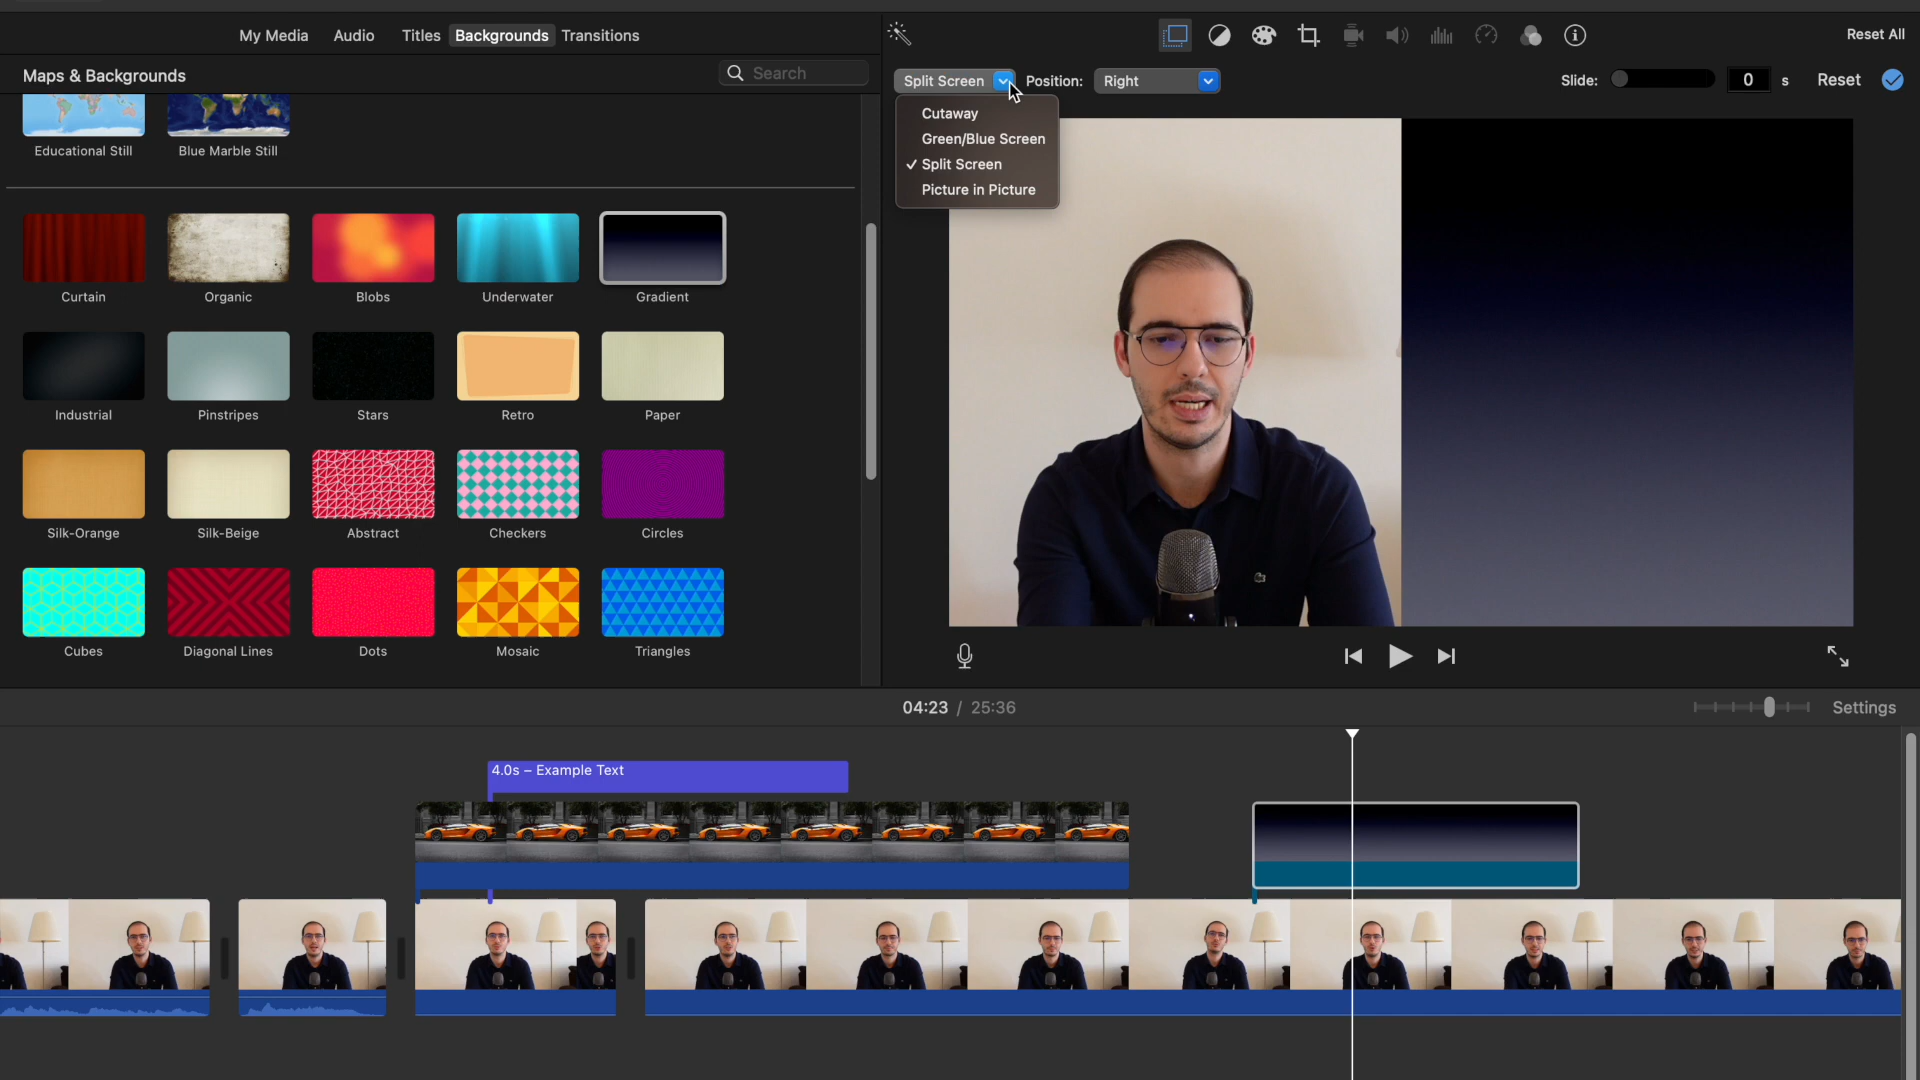 My Media Audio Titles Backgrounds Transitions
Reset All
Maps & Backgrounds
Search
Split Screen Position: Right
Slide: 0 s Reset
Cutaway
Green/Blue Screen
✓ Split Screen
Picture in Picture
Educational Still Blue Marble Still
Curtain Organic Blobs Underwater Gradient
Industrial Pinstripes Stars Retro Paper
Silk-Orange Silk-Beige Abstract Checkers Circles
Cubes Diagonal Lines Dots Mosaic Triangles
04:23 / 25:36
Settings
4.0s – Example Text